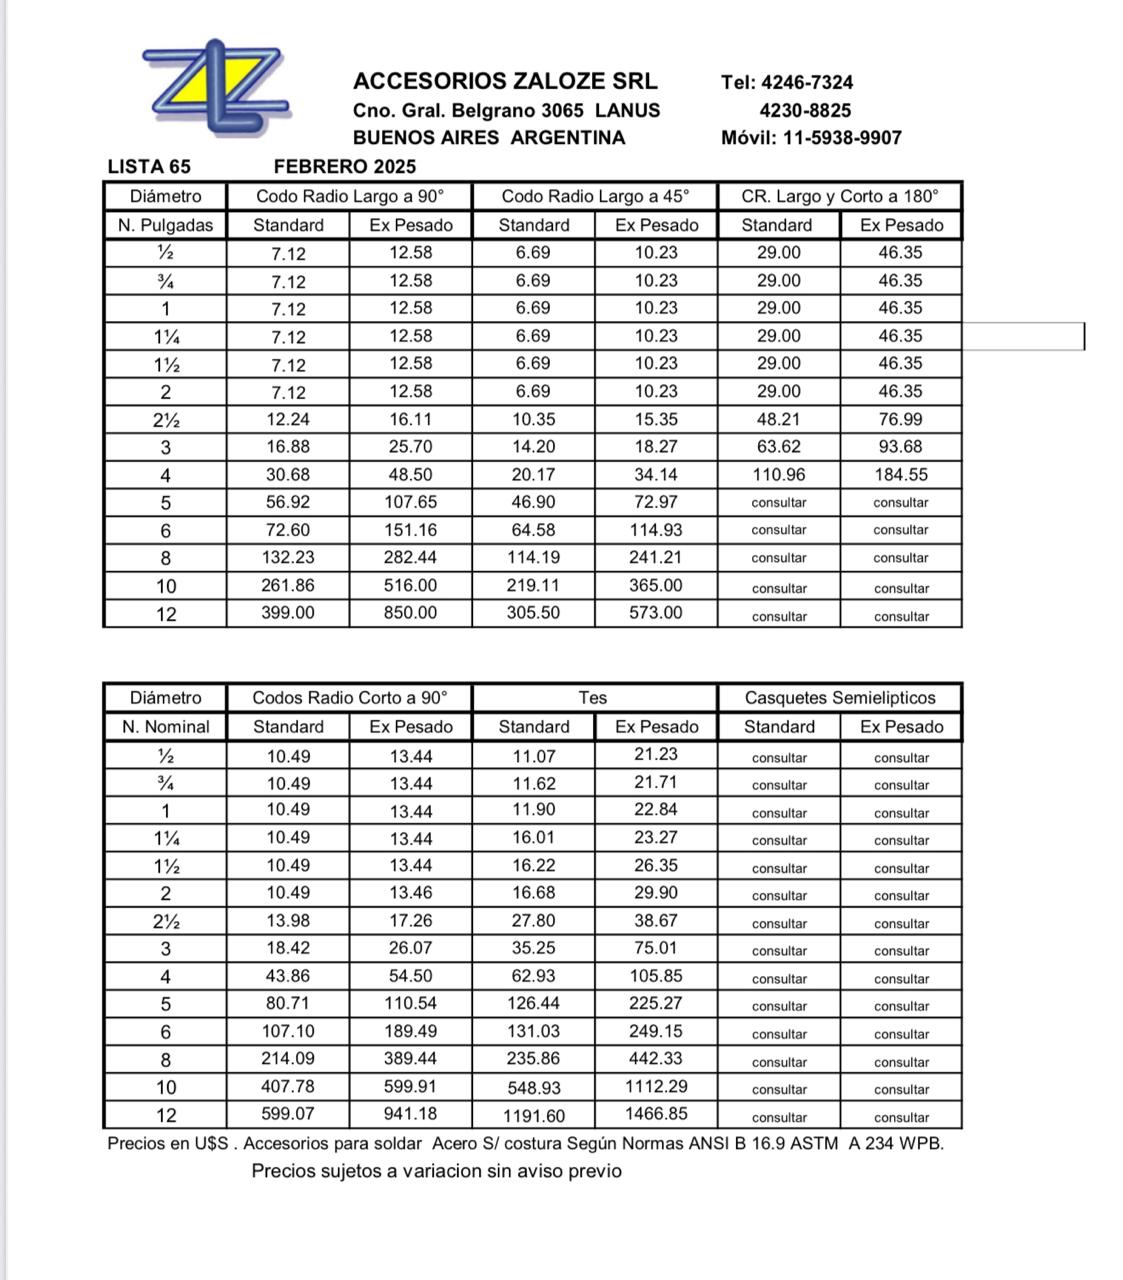 ZLZ
ACCESORIOS ZALOZE SRL Tel: 4246-7324
Cno. Gral. Belgrano 3065 LANUS 4230-8825
BUENOS AIRES ARGENTINA Móvil: 11-5938-9907
LISTA 65 FEBRERO 2025
Diámetro Codo Radio Largo a 90° Codo Radio Largo a 45° CR. Largo y Corto a 180°
N. Pulgadas Standard Ex Pesado Standard Ex Pesado Standard Ex Pesado
½ 7.12 12.58 6.69 10.23 29.00 46.35
¾ 7.12 12.58 6.69 10.23 29.00 46.35
1 7.12 12.58 6.69 10.23 29.00 46.35
1¼ 7.12 12.58 6.69 10.23 29.00 46.35
1½ 7.12 12.58 6.69 10.23 29.00 46.35
2 7.12 12.58 6.69 10.23 29.00 46.35
2½ 12.24 16.11 10.35 15.35 48.21 76.99
3 16.88 25.70 14.20 18.27 63.62 93.68
4 30.68 48.50 20.17 34.14 110.96 184.55
5 56.92 107.65 46.90 72.97 consultar consultar
6 72.60 151.16 64.58 114.93 consultar consultar
8 132.23 282.44 114.19 241.21 consultar consultar
10 261.86 516.00 219.11 365.00 consultar consultar
12 399.00 850.00 305.50 573.00 consultar consultar
Diámetro Codos Radio Corto a 90° Tes Casquetes Semielipticos
N. Nominal Standard Ex Pesado Standard Ex Pesado Standard Ex Pesado
½ 10.49 13.44 11.07 21.23 consultar consultar
¾ 10.49 13.44 11.62 21.71 consultar consultar
1 10.49 13.44 11.90 22.84 consultar consultar
1¼ 10.49 13.44 16.01 23.27 consultar consultar
1½ 10.49 13.44 16.22 26.35 consultar consultar
2 10.49 13.46 16.68 29.90 consultar consultar
2½ 13.98 17.26 27.80 38.67 consultar consultar
3 18.42 26.07 35.25 75.01 consultar consultar
4 43.86 54.50 62.93 105.85 consultar consultar
5 80.71 110.54 126.44 225.27 consultar consultar
6 107.10 189.49 131.03 249.15 consultar consultar
8 214.09 389.44 235.86 442.33 consultar consultar
10 407.78 599.91 548.93 1112.29 consultar consultar
12 599.07 941.18 1191.60 1466.85 consultar consultar
Precios en U$S . Accesorios para soldar Acero S/ costura Según Normas ANSI B 16.9 ASTM A 234 WPB.
Precios sujetos a variacion sin aviso previo